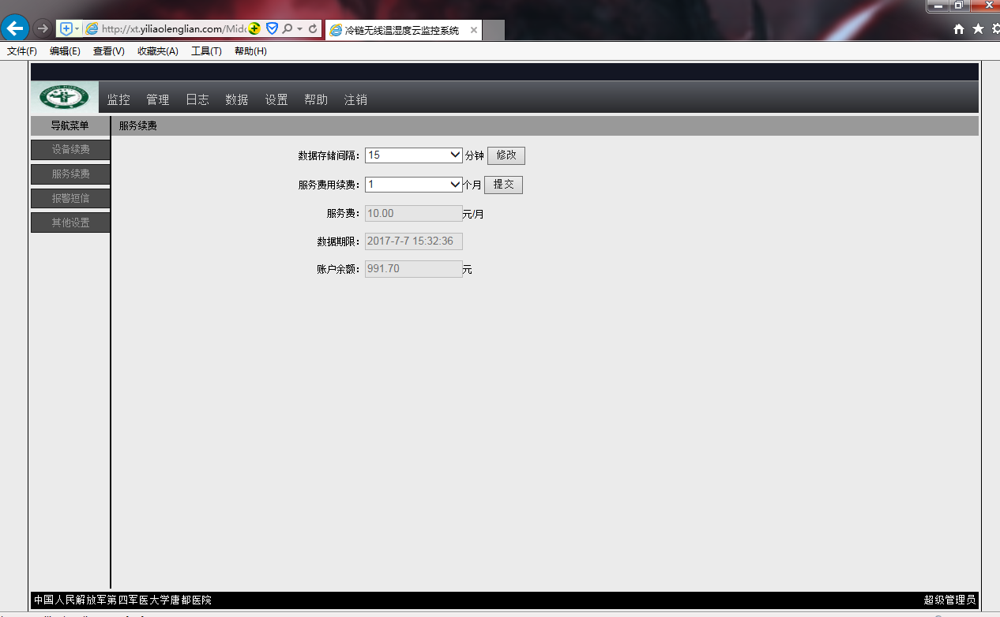 http://xt.yiliaolenglian.com/Midc
冷链无线温湿度云监控系统
文件(F) 编辑(E) 查看(V) 收藏夹(A) 工具(T) 帮助(H)
监控 管理 日志 数据 设置 帮助 注销
导航菜单 服务续费
设备续费
服务续费
报警短信
其他设置
数据存储间隔: 15 分钟 修改
服务费用续费: 1 个月 提交
服务费: 10.00 元/月
数据期限: 2017-7-7 15:32:36
账户余额: 991.70 元
中国人民解放军第四军医大学唐都医院 超级管理员